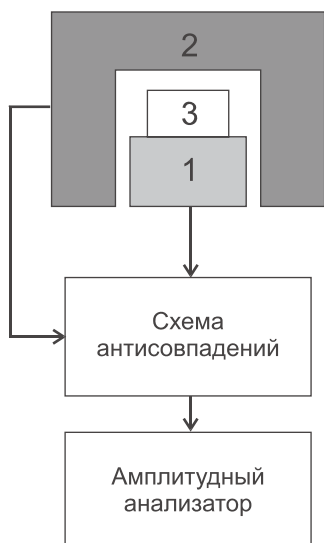 2
3
1
Схема
антисовпадений
Амплитудный
анализатор